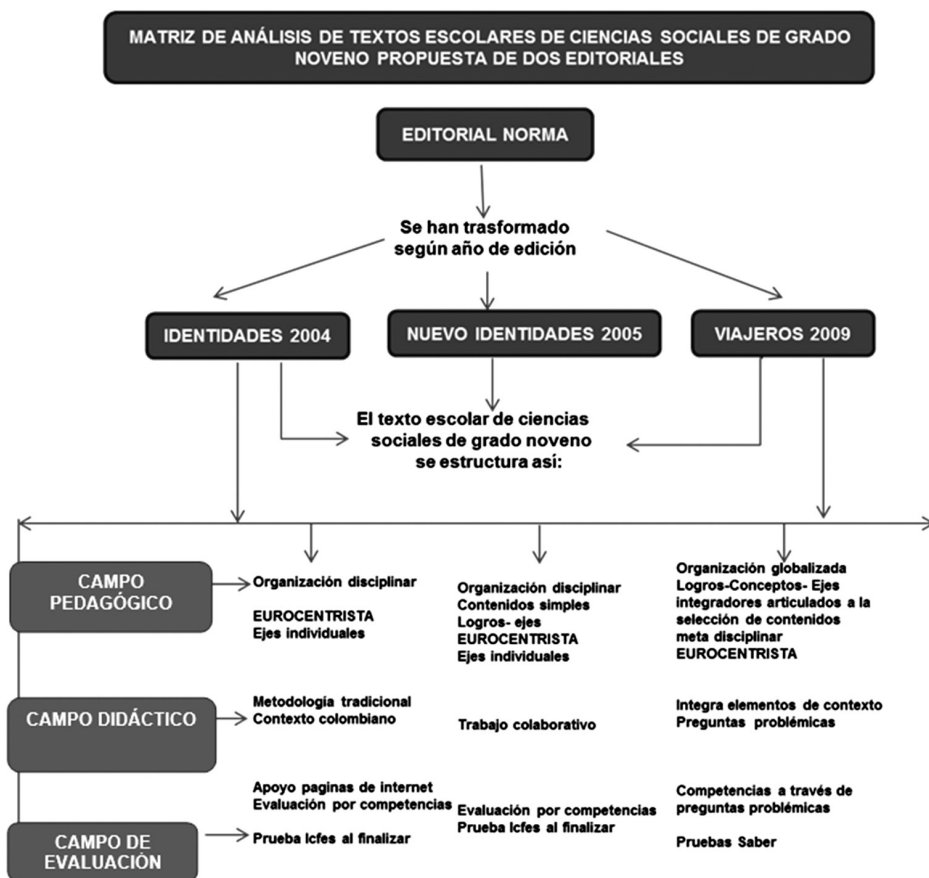 MATRIZ DE ANÁLISIS DE TEXTOS ESCOLARES DE CIENCIAS SOCIALES DE GRADO
NOVENO PROPUESTA DE DOS EDITORIALES
EDITORIAL NORMA
Se han trasformado
según año de edición
IDENTIDADES 2004
NUEVO IDENTIDADES 2005
VIAJEROS 2009
El texto escolar de ciencias
sociales de grado noveno
se estructura así:
CAMPO
PEDAGÓGICO
Organización disciplinar
EUROCENTRISTA
Ejes individuales
Organización disciplinar
Contenidos simples
Logros- ejes
EUROCENTRISTA
Ejes individuales
Organización globalizada
Logros-Conceptos- Ejes
integradores articulados a la
selección de contenidos
meta disciplinar
EUROCENTRISTA
CAMPO DIDÁCTICO
Metodología tradicional
Contexto colombiano
Trabajo colaborativo
Integra elementos de contexto
Preguntas problémicas
CAMPO DE
EVALUACIÓN
Apoyo paginas de internet
Evaluación por competencias
Prueba Icfes al finalizar
Evaluación por competencias
Prueba Icfes al finalizar
Competencias a través de
preguntas problémicas
Pruebas Saber